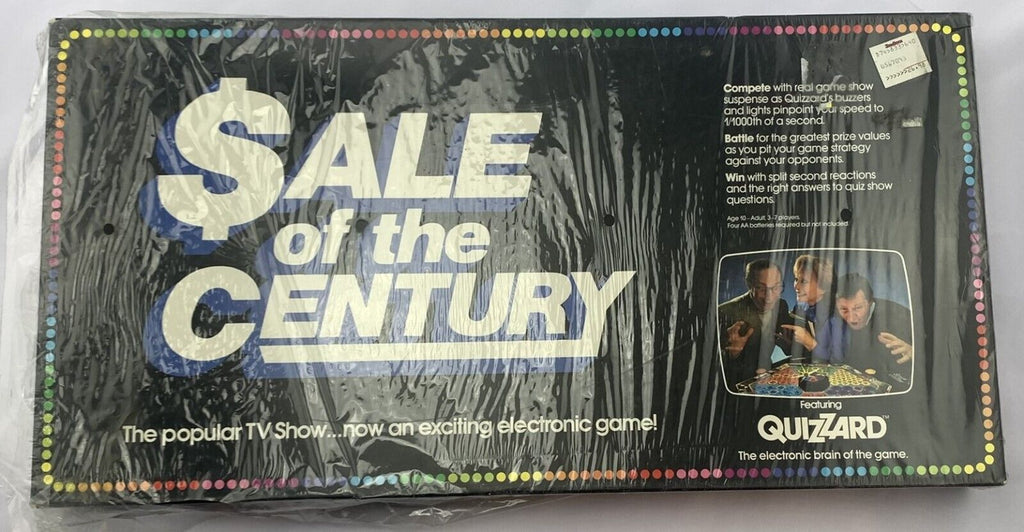 $ALE
of the
CENTURY
The popular TV Show...now an exciting electronic game!
Compete with real game show
suspense as Quizzard's buzzers
and lights pinpoint your speed to
1/1000th of a second.
Battle for the greatest prize values
as you pit your game strategy
against your opponents.
Win with split second reactions
and the right answers to quiz show
questions.
Age 10 - Adult 3-7 players
Four AA batteries required but not included
Featuring
QUIZZARD™
The electronic brain of the game.